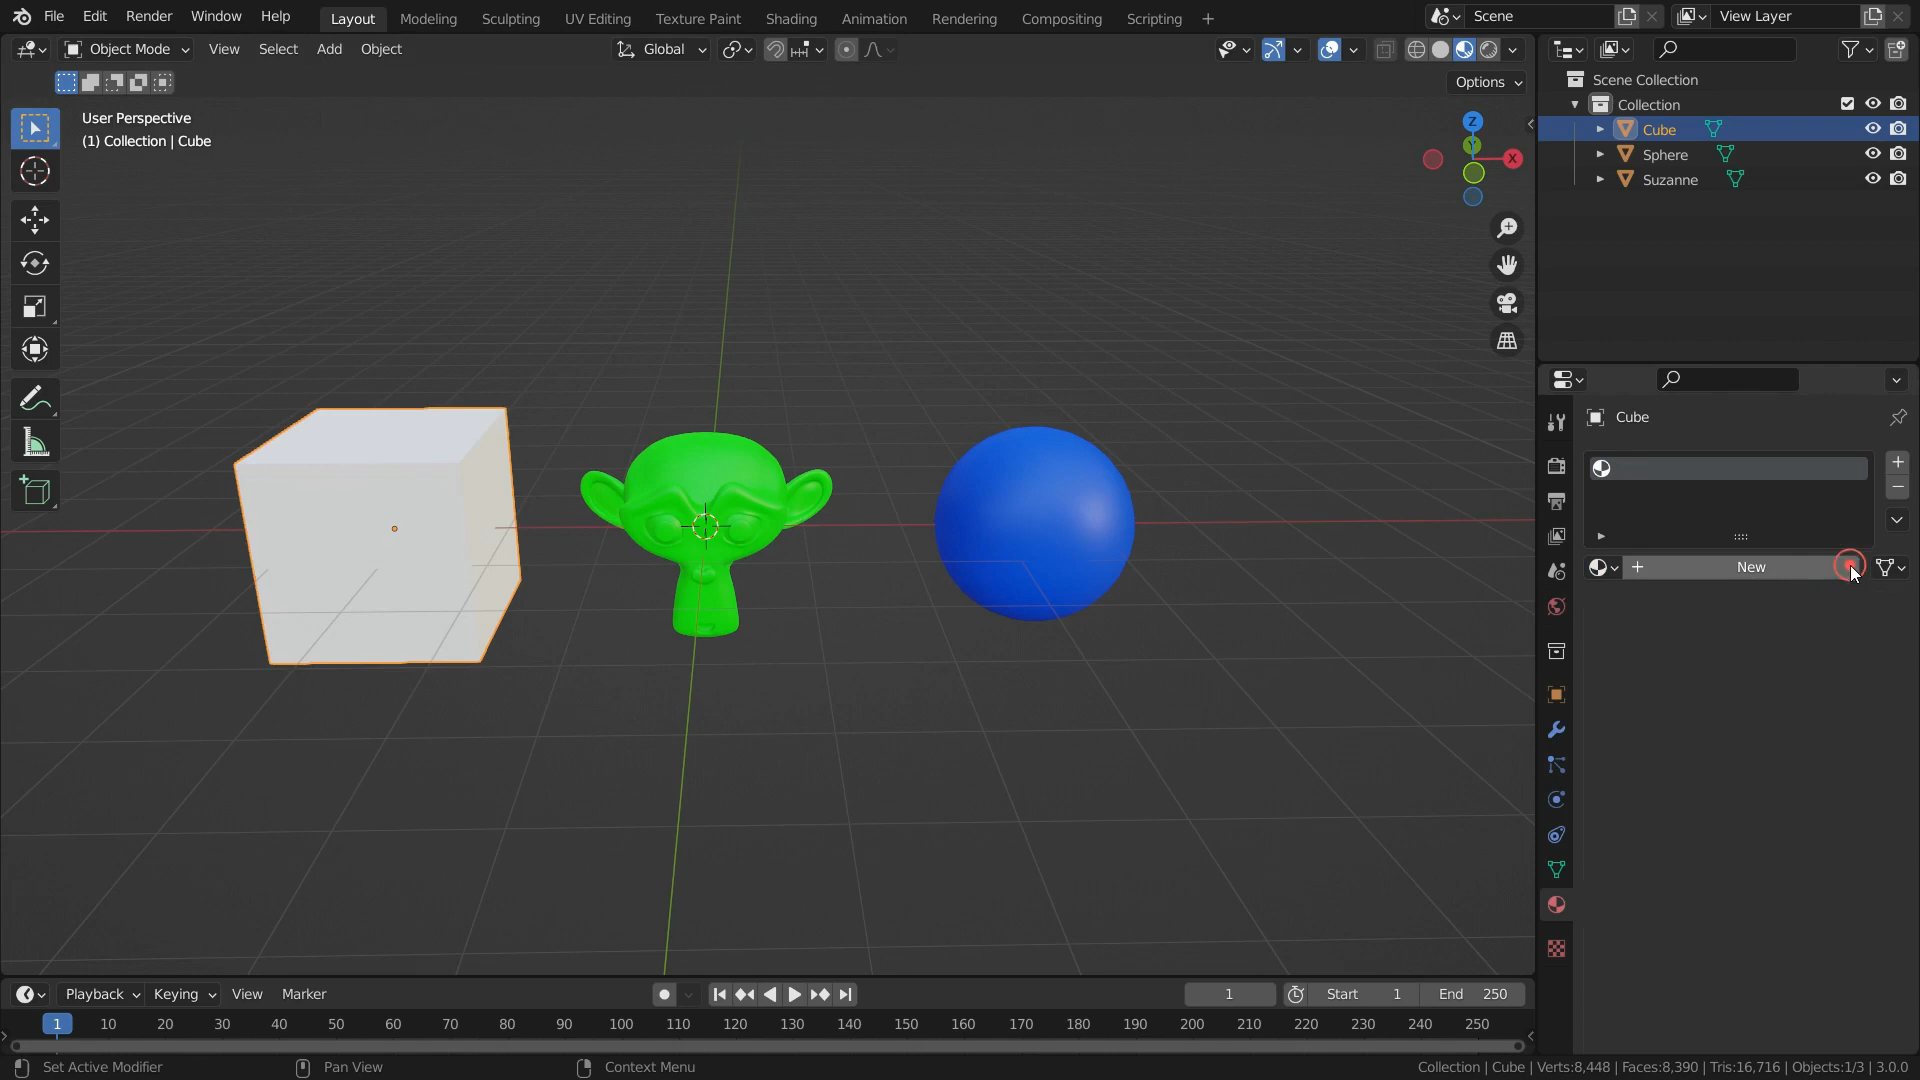 File Edit Render Window Help Layout Modeling Sculpting UV Editing Texture Paint Shading Animation Rendering Compositing Scripting + Scene View Layer
Object Mode View Select Add Object Global
Options
User Perspective
(1) Collection | Cube
Z
Y
X
Scene Collection
Collection
Cube
Sphere
Suzanne
Cube
+ New
Playback Keying View Marker 1 Start 1 End 250
1 10 20 30 40 50 60 70 80 90 100 110 120 130 140 150 160 170 180 190 200 210 220 230 240 250
Set Active Modifier Pan View Context Menu Collection | Cube | Verts:8,448 | Faces:8,390 | Tris:16,716 | Objects:1/3 | 3.0.0